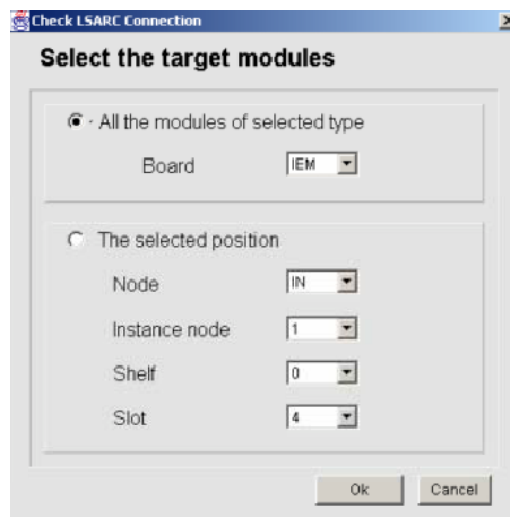 Check LSARC Connection
Select the target modules
- All the modules of selected type
Board IEM
The selected position
Node IN
Instance node 1
Shelf 0
Slot 4
Ok Cancel